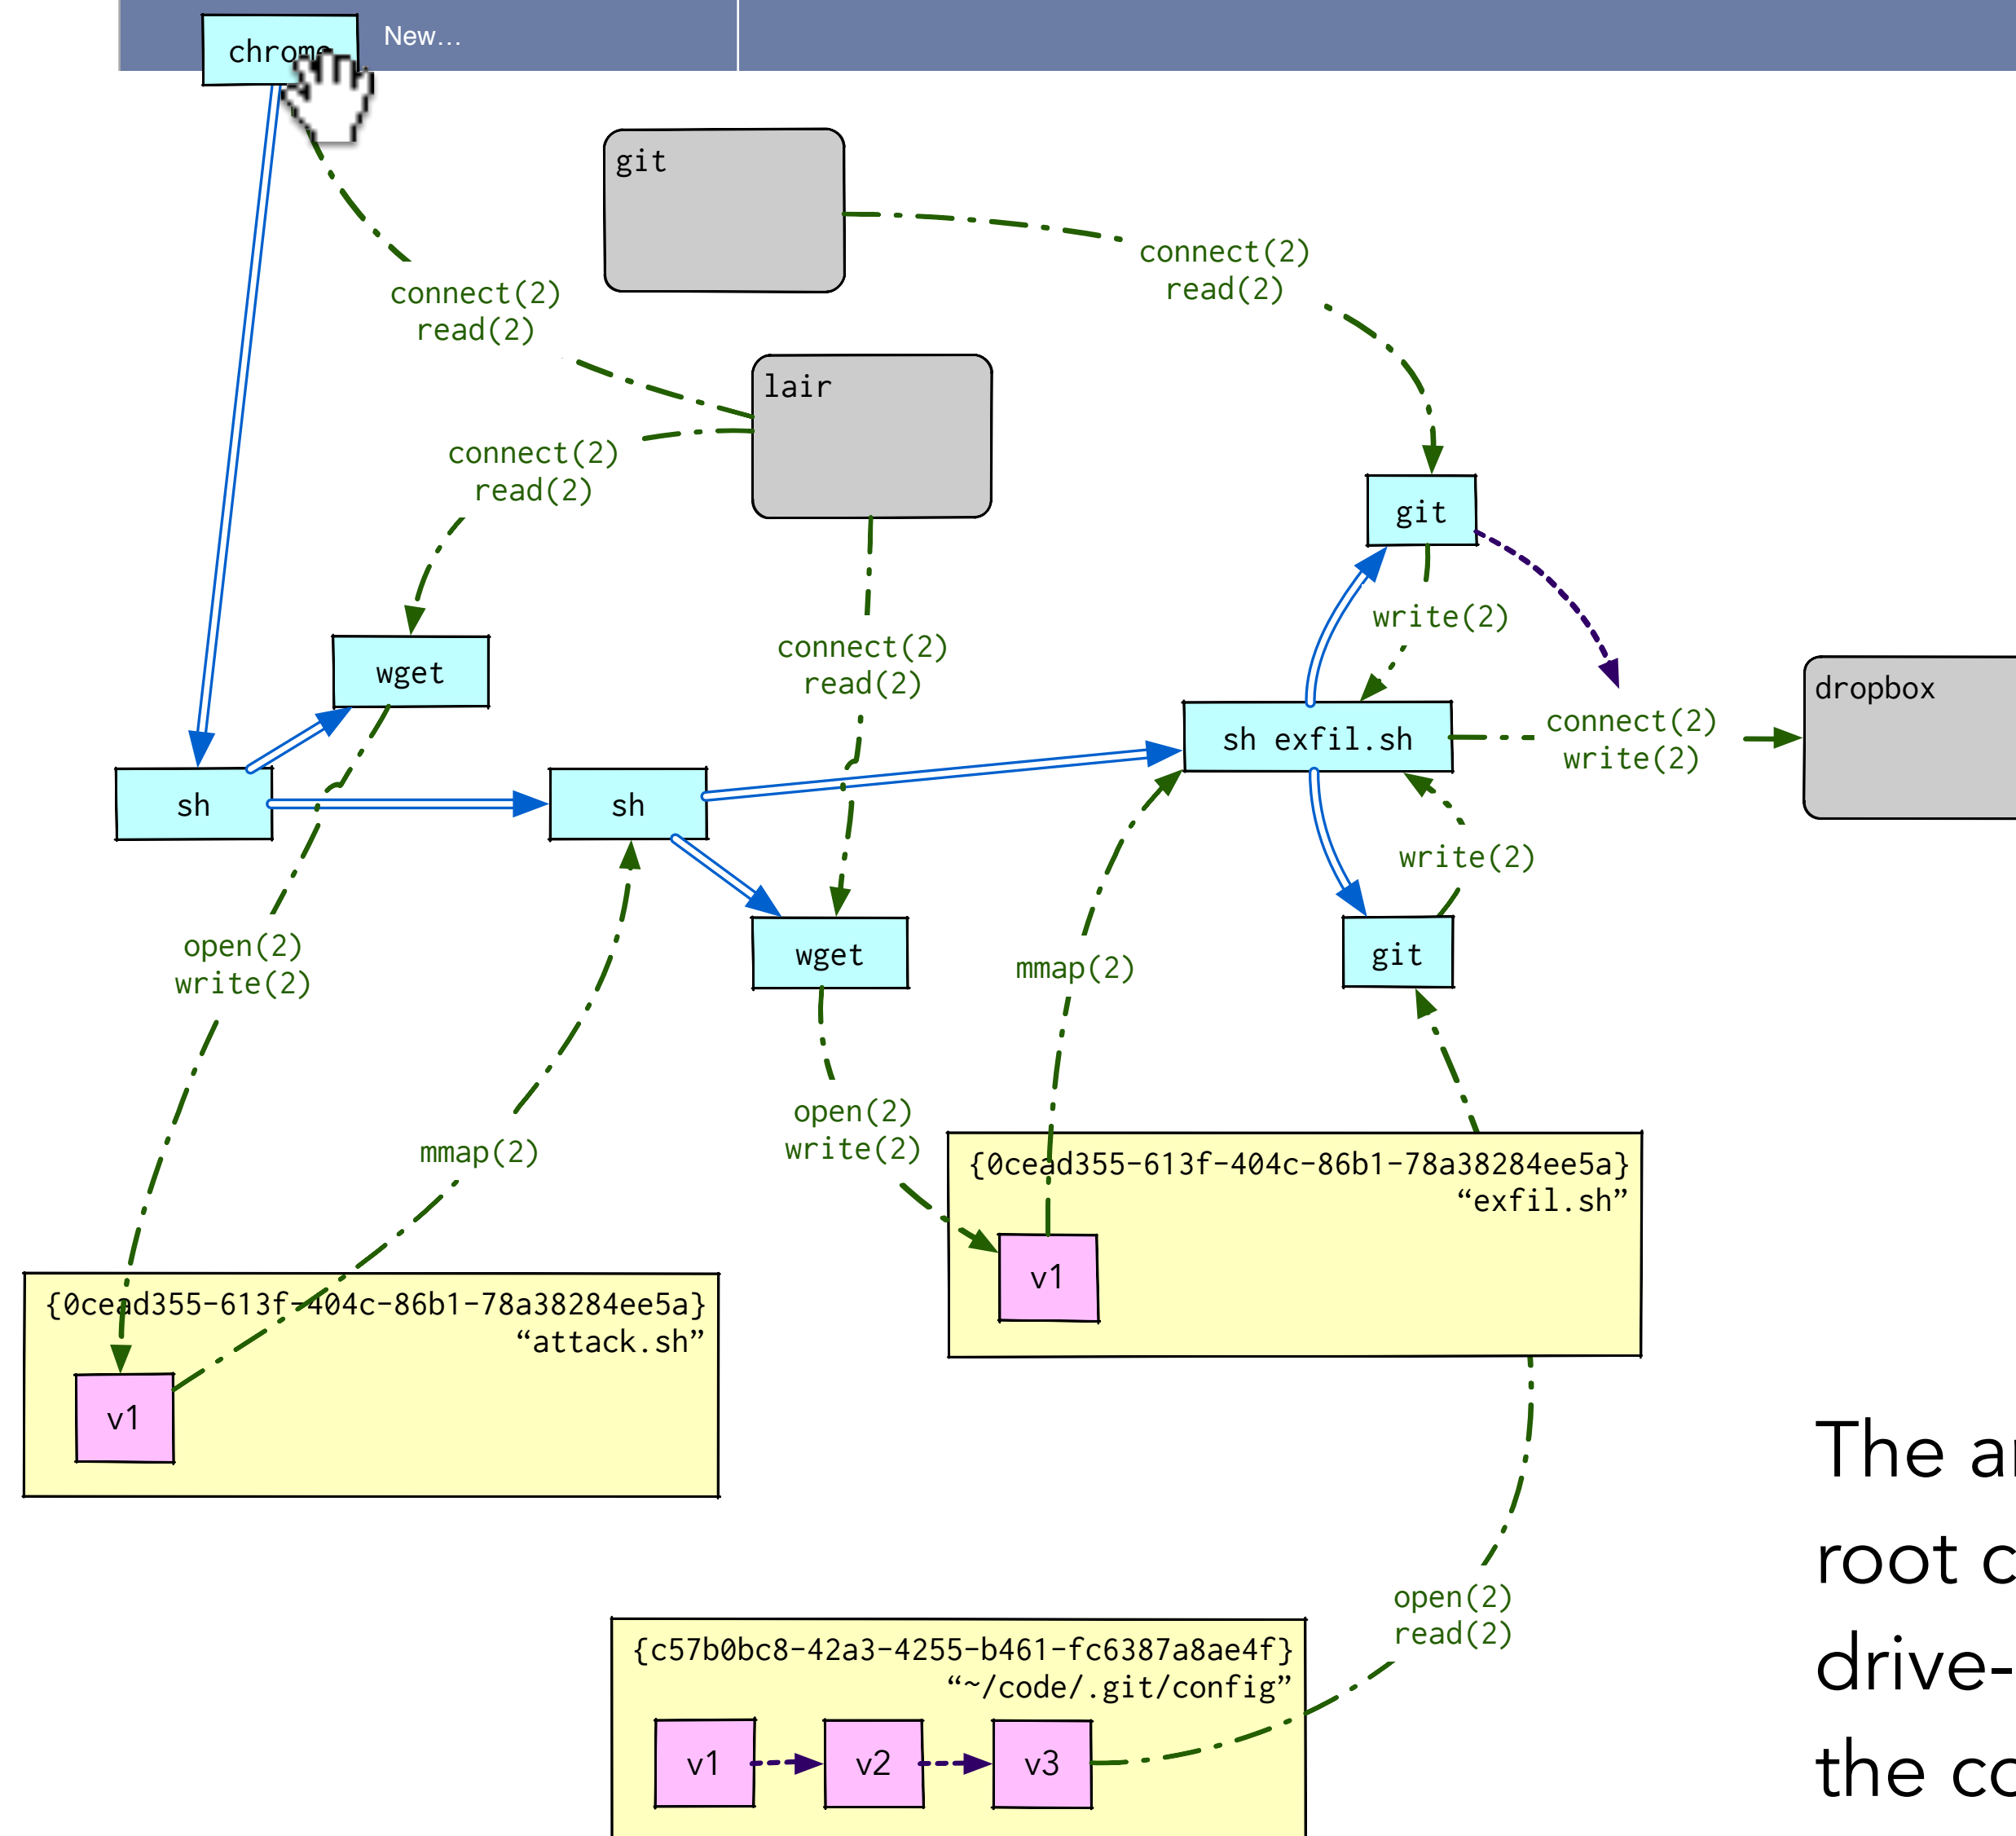 chrome
New…
git
connect(2)
read(2)
connect(2)
read(2)
lair
connect(2)
read(2)
git
write(2)
connect(2)
read(2)
wget
dropbox
sh exfil.sh
connect(2)
write(2)
sh
sh
write(2)
open(2)
write(2)
wget
mmap(2)
git
open(2)
write(2)
mmap(2)
{0cead355-613f-404c-86b1-78a38284ee5a}
“exfil.sh”
v1
{0cead355-613f-404c-86b1-78a38284ee5a}
“attack.sh”
v1
The
root
drive-
the
open(2)
read(2)
{c57b0bc8-42a3-4255-b461-fc6387a8ae4f}
“~/code/.git/config”
v1
v2
v3